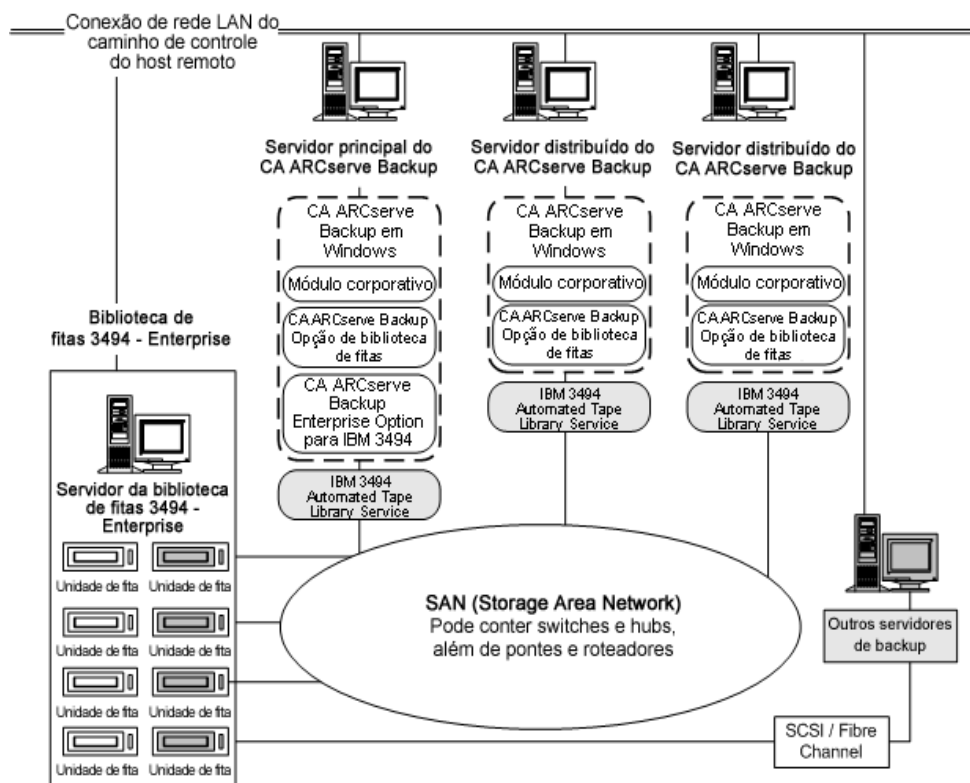 Conexão de rede LAN do
caminho de controle
do host remoto
Servidor principal do
CA ARCserve Backup
Servidor distribuído do
CA ARCserve Backup
Servidor distribuído do
CA ARCserve Backup
CA ARCserve
Backup em
Windows
Módulo corporativo
CA ARCserve Backup
Opção de biblioteca
de fitas
CA ARCserve
Backup
Enterprise Option
para IBM 3494
IBM 3494
Automated Tape
Library Service
CA ARCserve
Backup em
Windows
Módulo corporativo
CA ARCserve Backup
Opção de biblioteca
de fitas
IBM 3494
Automated Tape
Library Service
CA ARCserve
Backup em
Windows
Módulo corporativo
CA ARCserve Backup
Opção de biblioteca
de fitas
IBM 3494
Automated Tape
Library Service
Biblioteca de
fitas 3494 - Enterprise
Servidor da biblioteca
de fitas 3494 -
Enterprise
Unidade de fita
Unidade de fita
Unidade de fita
Unidade de fita
Unidade de fita
Unidade de fita
Unidade de fita
Unidade de fita
SAN (Storage Area Network)
Pode conter switches e hubs,
além de pontes e roteadores
Outros servidores
de backup
SCSI / Fibre
Channel